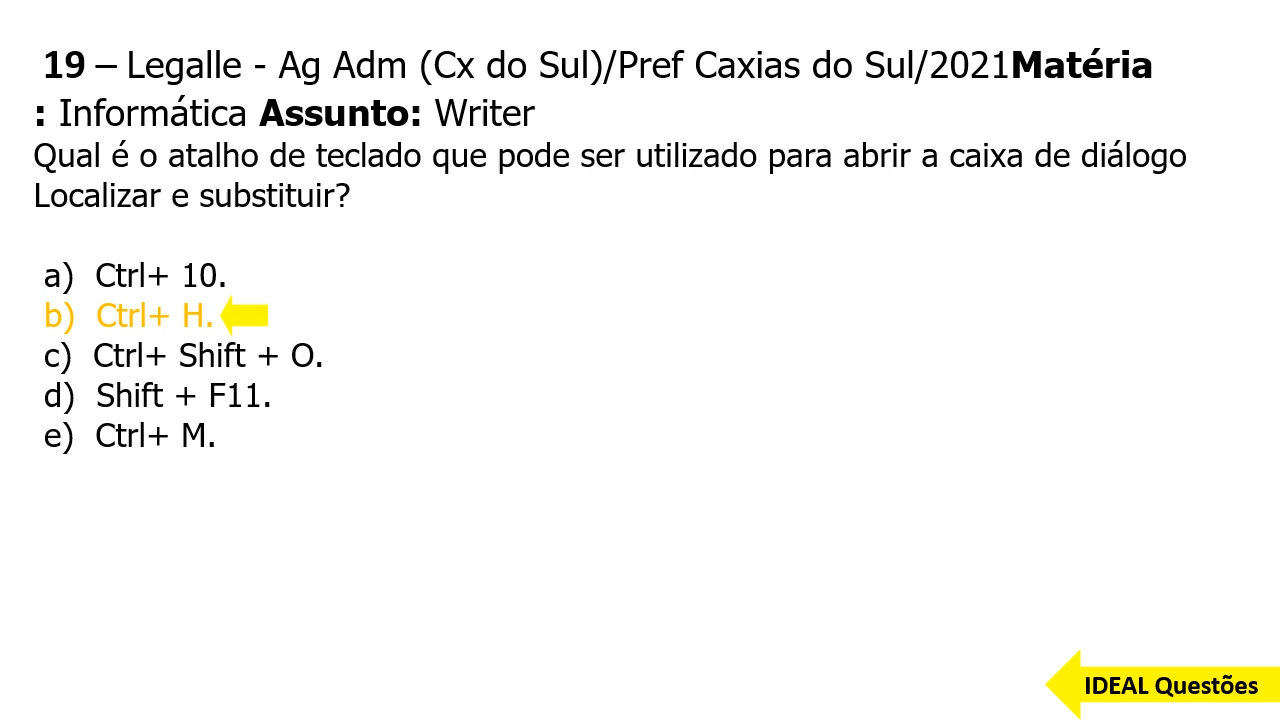 19 – Legalle - Ag Adm (Cx do Sul)/Pref Caxias do Sul/2021Matéria
: Informática Assunto: Writer
Qual é o atalho de teclado que pode ser utilizado para abrir a caixa de diálogo
Localizar e substituir?
a) Ctrl+ 10.
b) Ctrl+ H.
c) Ctrl+ Shift + O.
d) Shift + F11.
e) Ctrl+ M.
IDEAL Questões